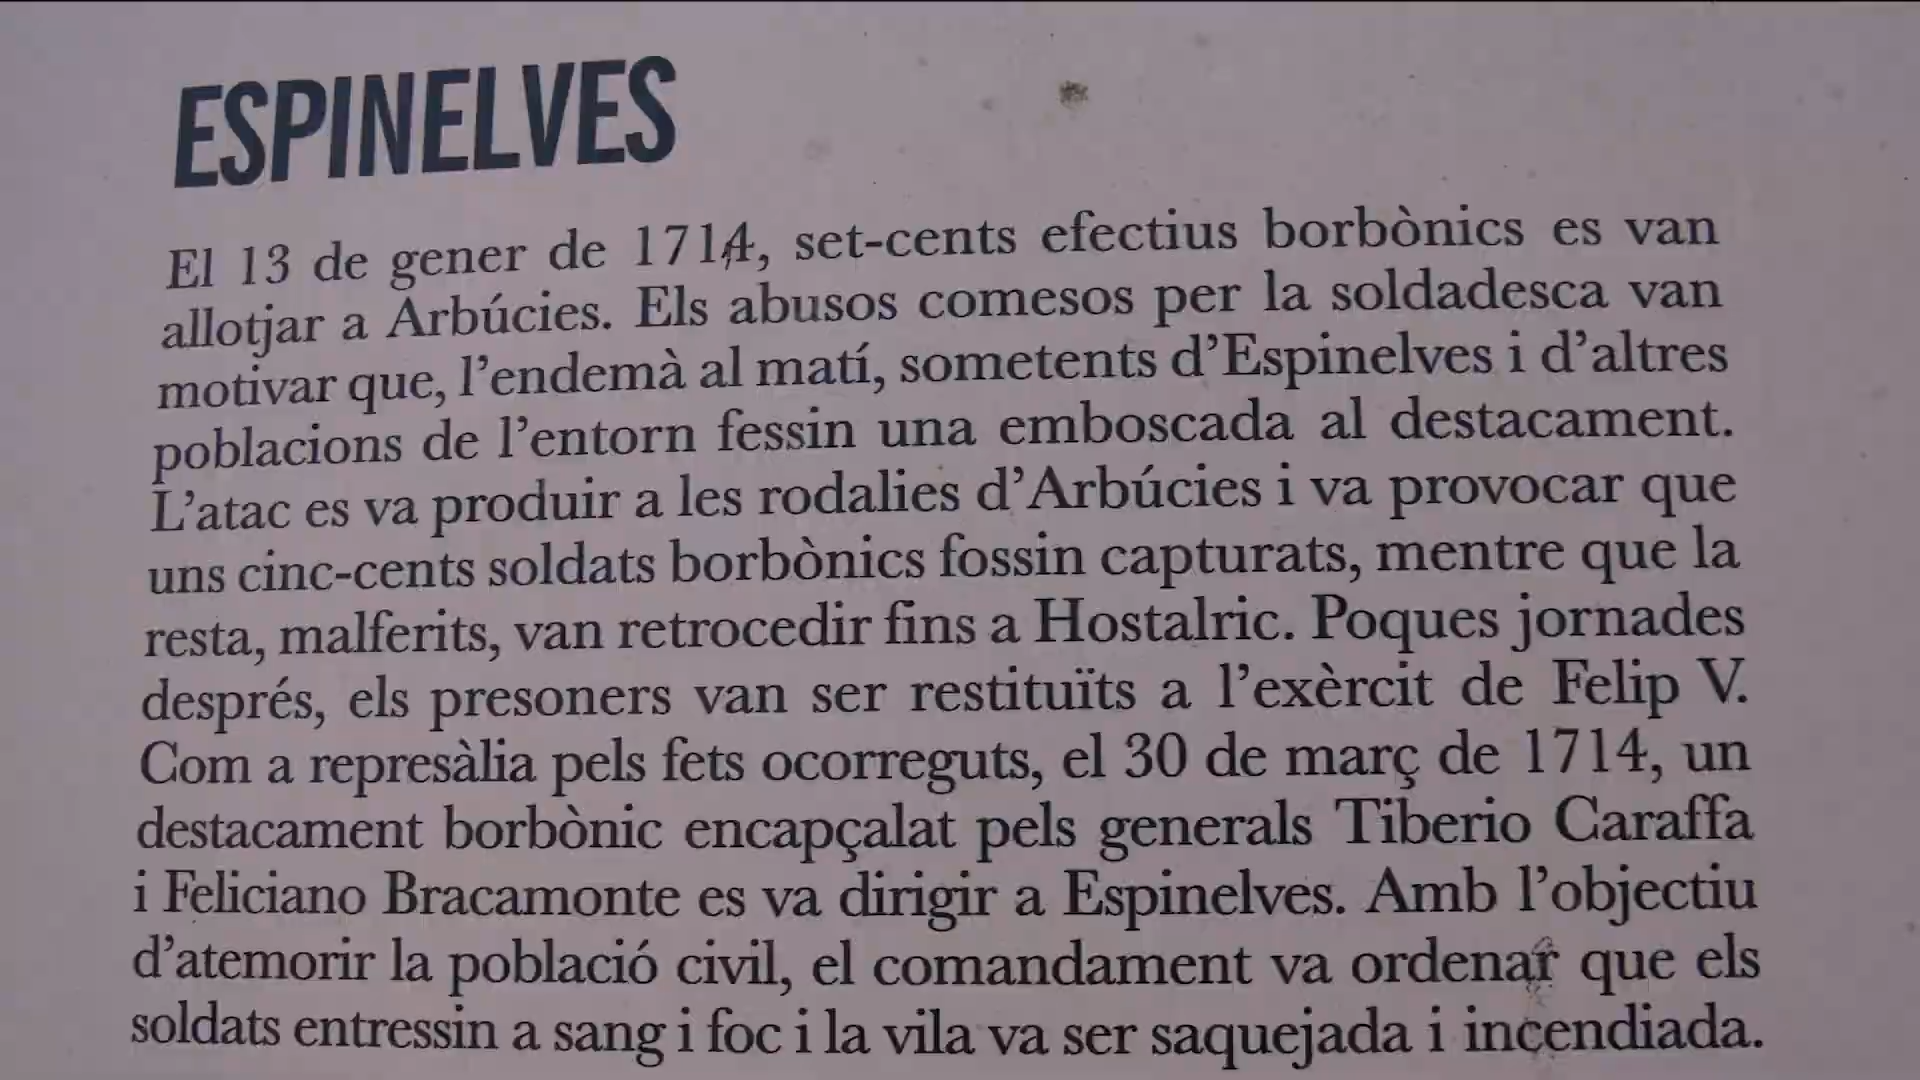 ESPINELVES
El 13 de gener de 1714, set-cents efectius borbònics es van
allotjar a Arbúcies. Els abusos comesos per la soldadesca van
motivar que, l'endemà al matí, sometents d'Espinelves i d'altres
poblacions de l'entorn fessin una emboscada al destacament.
L'atac es va produir a les rodalies d'Arbúcies i va provocar que
uns cinc-cents soldats borbònics fossin capturats, mentre que la
resta, malferits, van retrocedir fins a Hostalric. Poques jornades
després, els presoners van ser restituïts a l'exèrcit de Felip V.
Com a represàlia pels fets ocorreguts, el 30 de març de 1714, un
destacament borbònic encapçalat pels generals Tiberio Caraffa
i Feliciano Bracamonte es va dirigir a Espinelves. Amb l'objectiu
d'atemorir la població civil, el comandament va ordenar que els
soldats entressin a sang i foc i la vila va ser saquejada i incendiada.